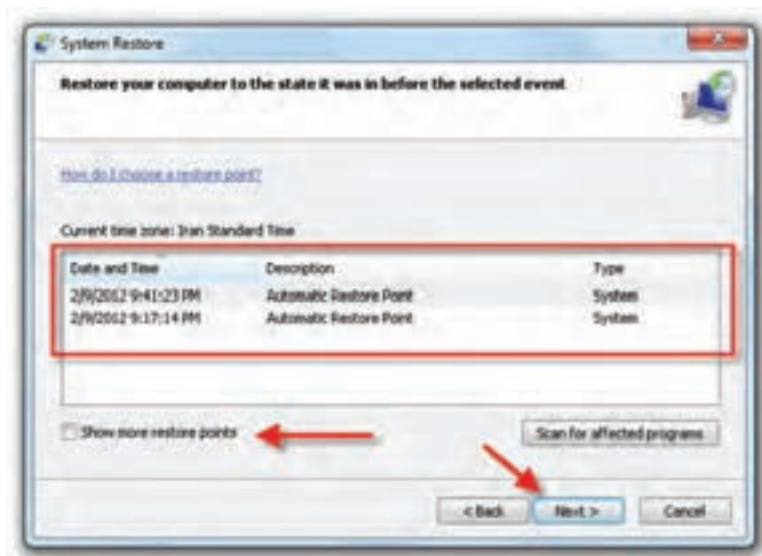 System Restore
Restore your computer to the state it was in before the selected event
How do I choose a restore point?
Current time zone: Iran Standard Time
Date and Time Description Type
2/9/2012 9:41:23 PM Automatic Restore Point System
2/9/2012 9:17:14 PM Automatic Restore Point System
Show more restore points
Scan for affected programs
< Back Next > Cancel